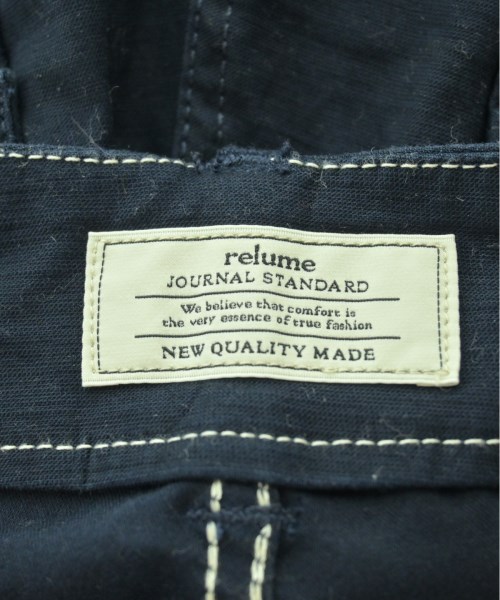 relume
JOURNAL STANDARD
We believe that comfort is
the very essence of true fashion
NEW QUALITY MADE